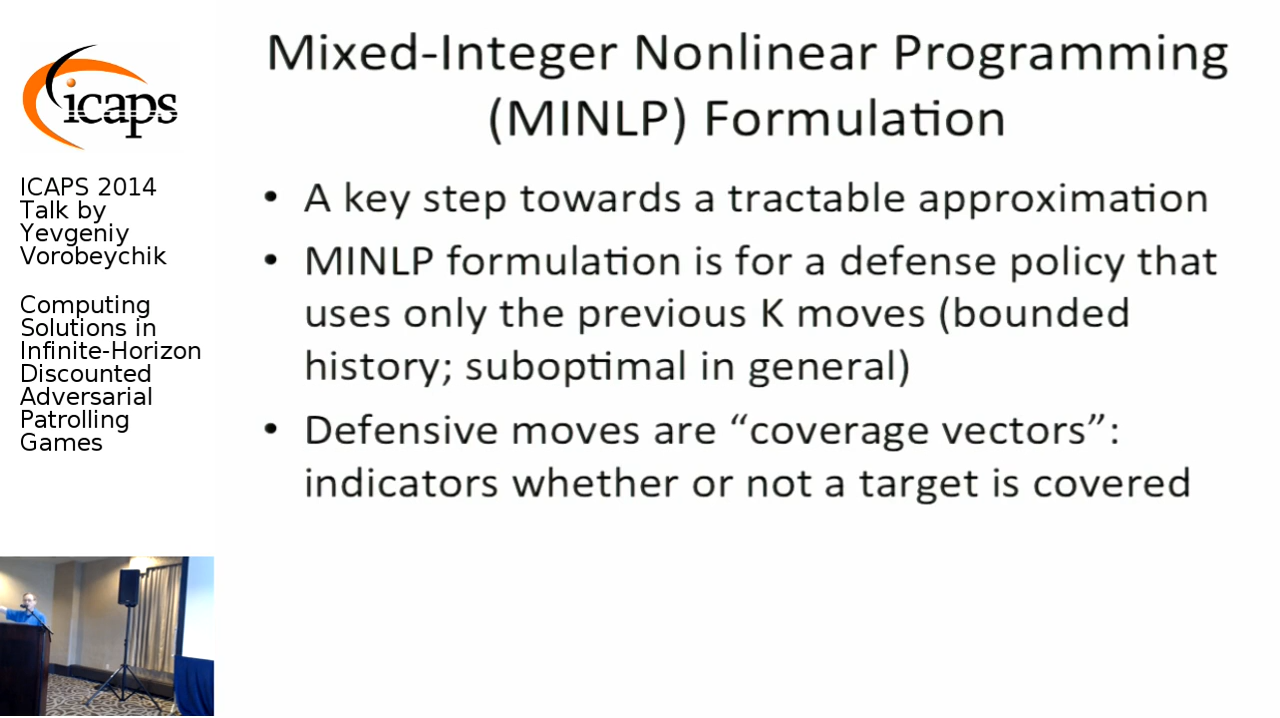 icaps
ICAPS 2014
Talk by
Yevgeniy
Vorobeychik
Computing
Solutions in
Infinite-Horizon
Discounted
Adversarial
Patrolling
Games
Mixed-Integer Nonlinear Programming
(MINLP) Formulation
• A key step towards a tractable approximation
• MINLP formulation is for a defense policy that
uses only the previous K moves (bounded
history; suboptimal in general)
• Defensive moves are “coverage vectors”:
indicators whether or not a target is covered